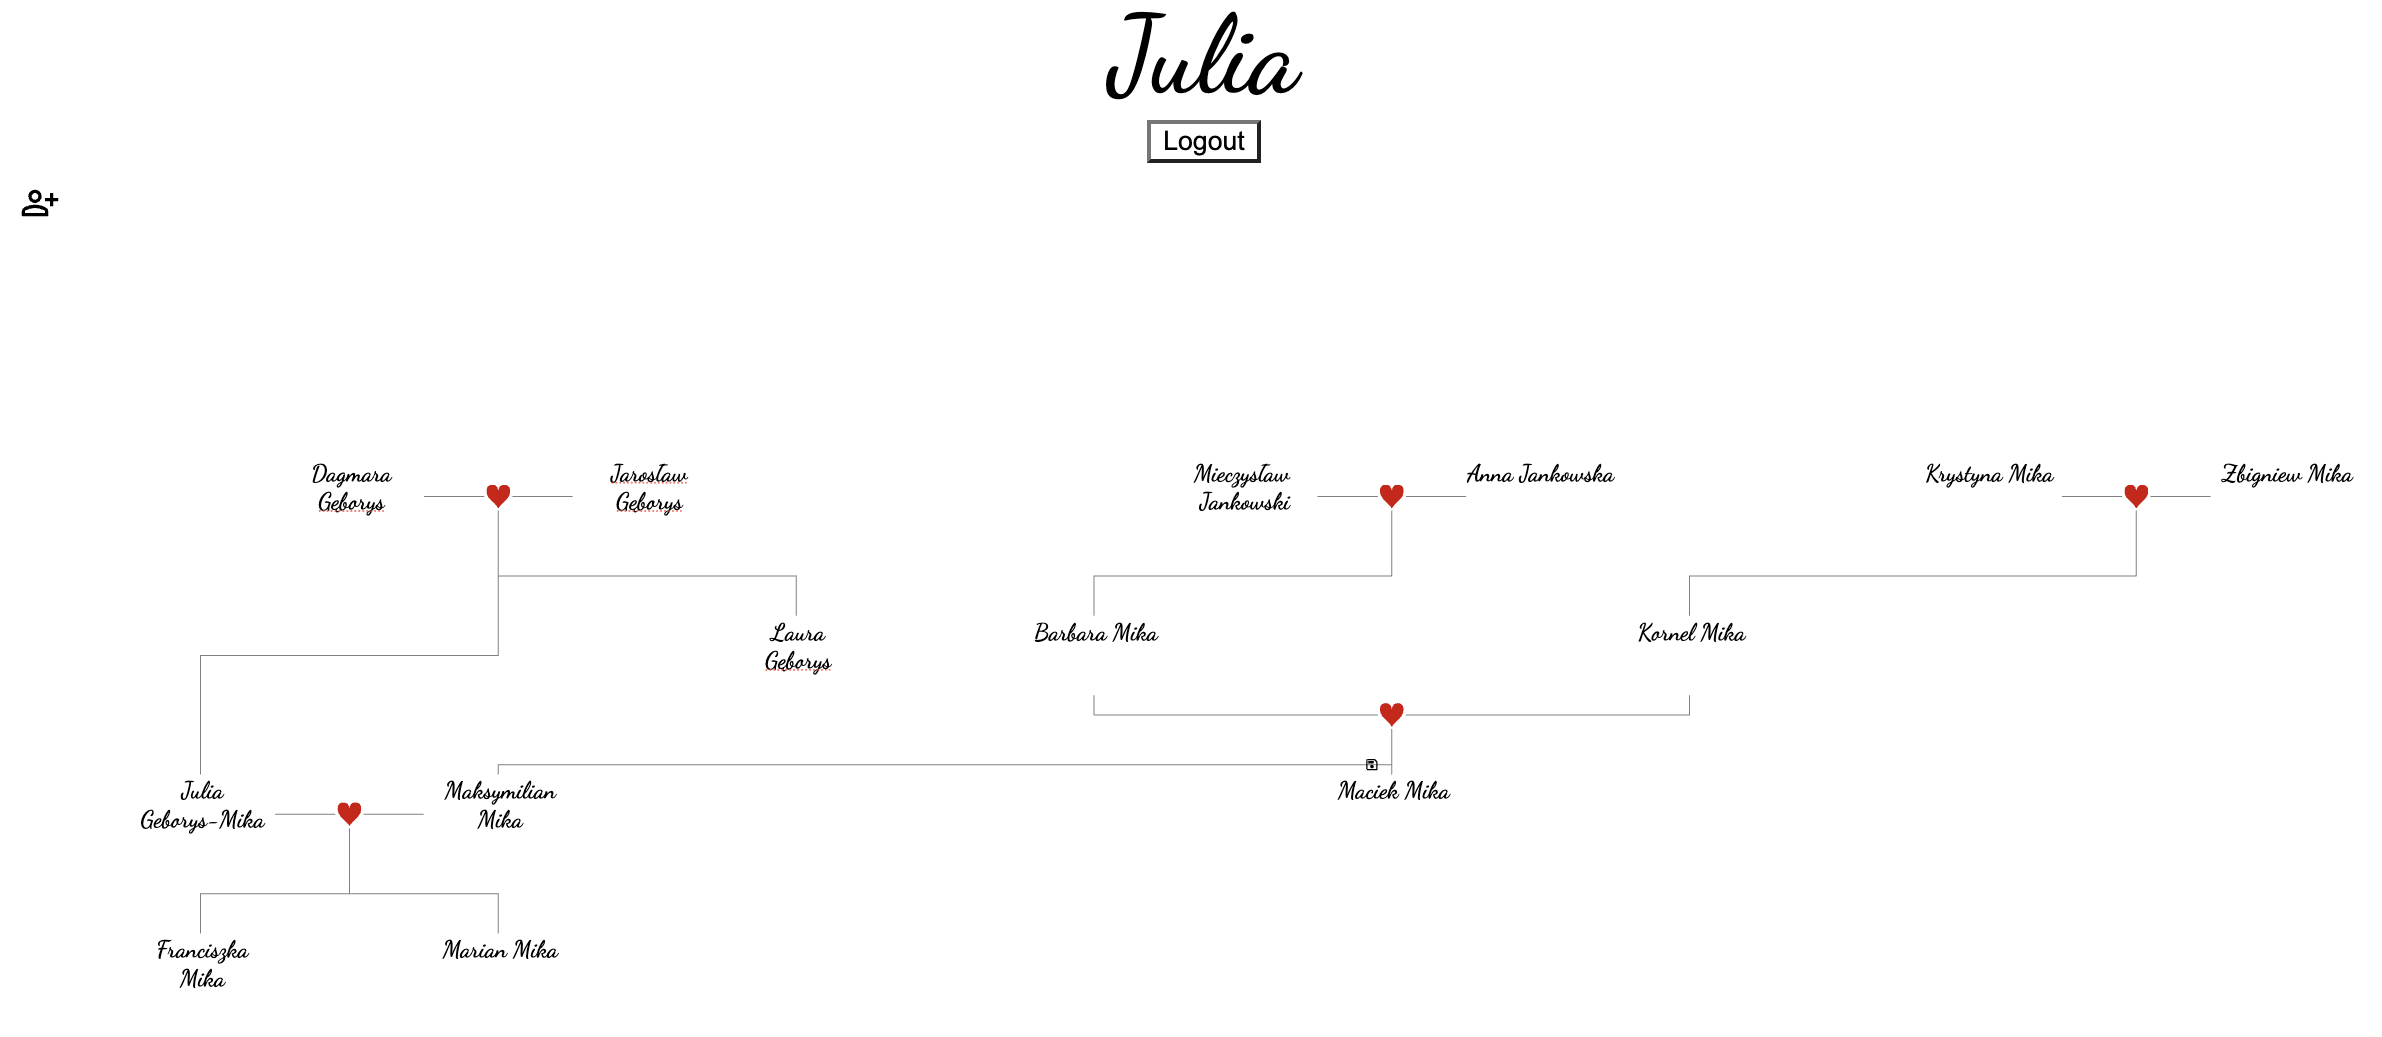 Julia
Logout
Dagmara
Geborys
Jarosław
Geborys
Mieczysław
Jankowski
Anna Jankowska
Krystyna Mika
Zbigniew Mika
Laura
Geborys
Barbara Mika
Kornel Mika
Julia
Geborys-Mika
Maksymilian
Mika
Maciek Mika
Franciszka
Mika
Marian Mika